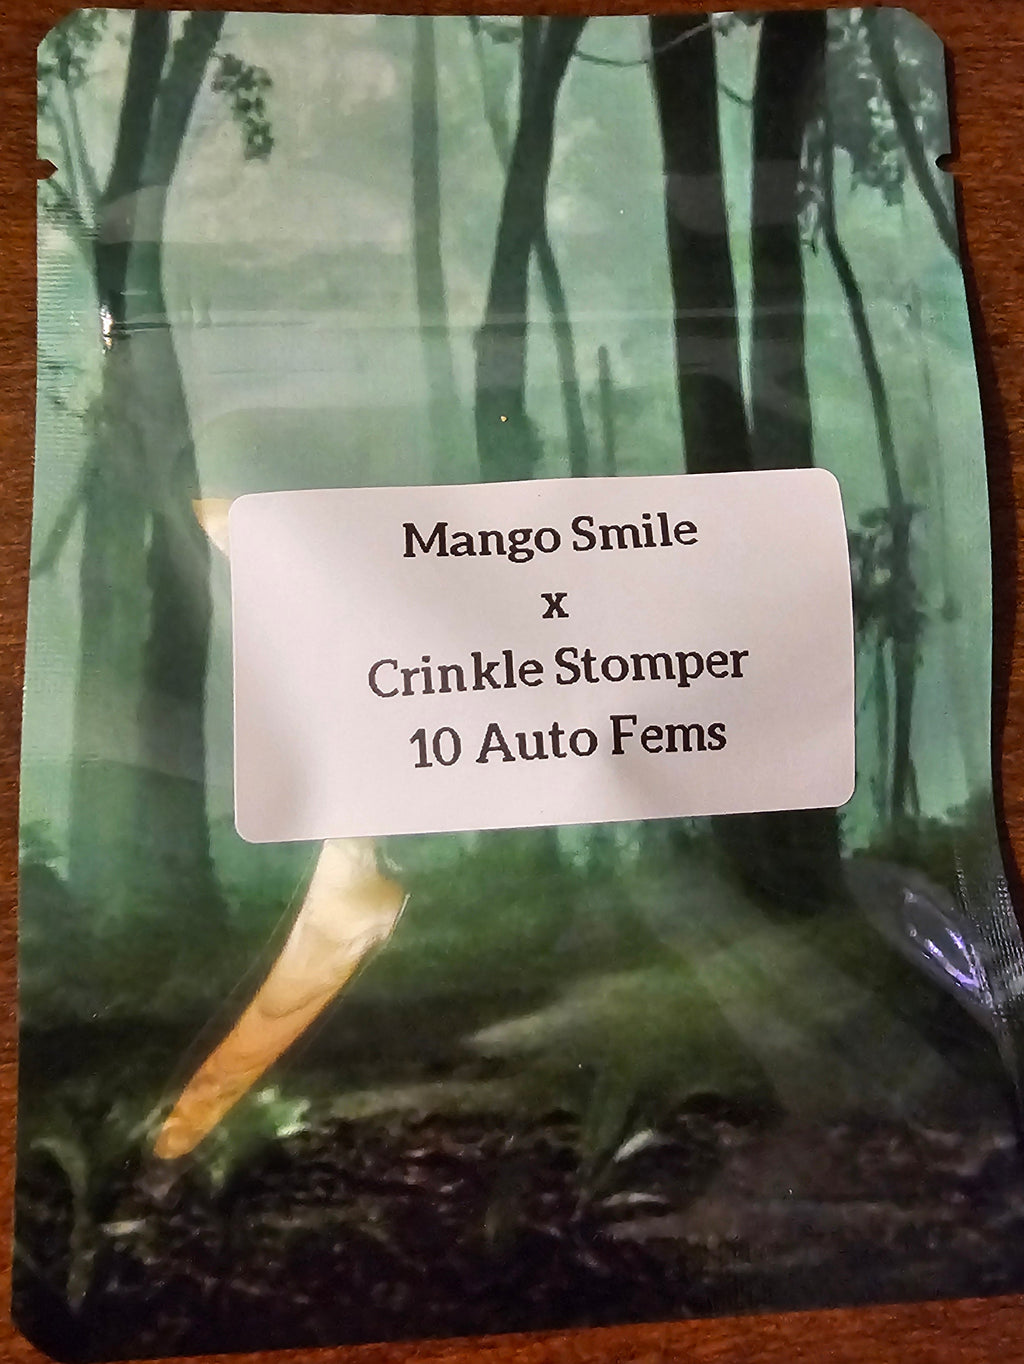 Mango Smile
x
Crinkle Stomper
10 Auto Fems